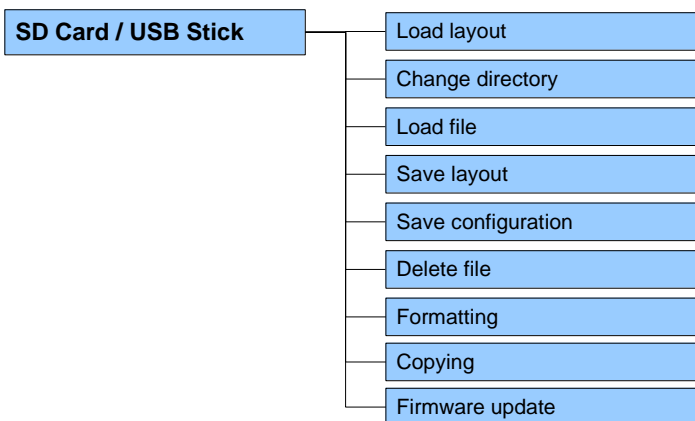 SD Card / USB Stick
Load layout
Change directory
Load file
Save layout
Save configuration
Delete file
Formatting
Copying
Firmware update